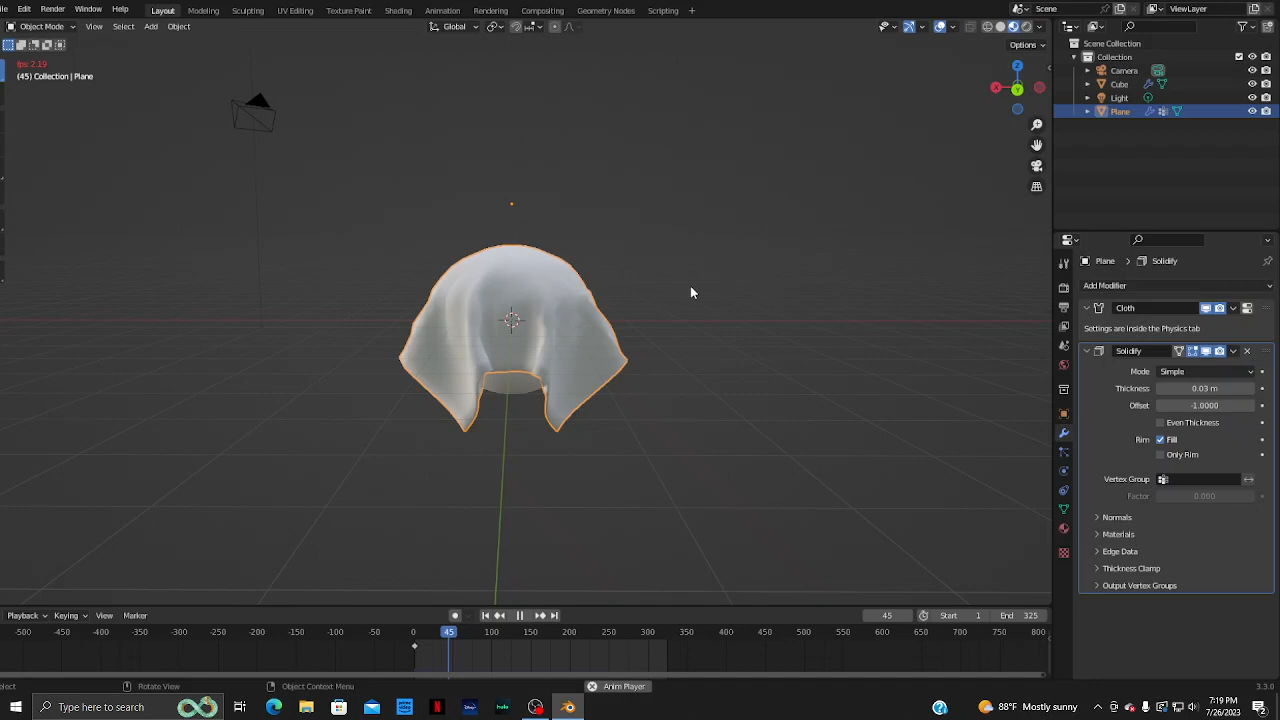 Edit Render Window Help Layout Modeling Sculpting UV Editing Texture Paint Shading Animation Rendering Compositing Geometry Nodes Scripting + Scene ViewLayer
Object Mode View Select Add Object Global
Options
fps: 2.19
(45) Collection | Plane
Z
X
Y
Scene Collection
Collection
Camera
Cube
Light
Plane
Plane > Solidify
Add Modifier
Cloth
Settings are inside the Physics tab
Solidify
Mode Simple
Thickness 0.03 m
Offset -1.0000
Even Thickness
Rim Fill
Only Rim
Vertex Group
Factor 0.000
Normals
Materials
Edge Data
Thickness Clamp
Output Vertex Groups
Playback Keying View Marker 45 Start 1 End 325
-500 -450 -400 -350 -300 -250 -200 -150 -100 -50 0 45 100 150 200 250 300 350 400 450 500 550 600 650 700 750 800
elect Rotate View Object Context Menu Anim Player 3.3.0
Type here to search hulu 88°F Mostly sunny 7:19 PM
7/26/2023